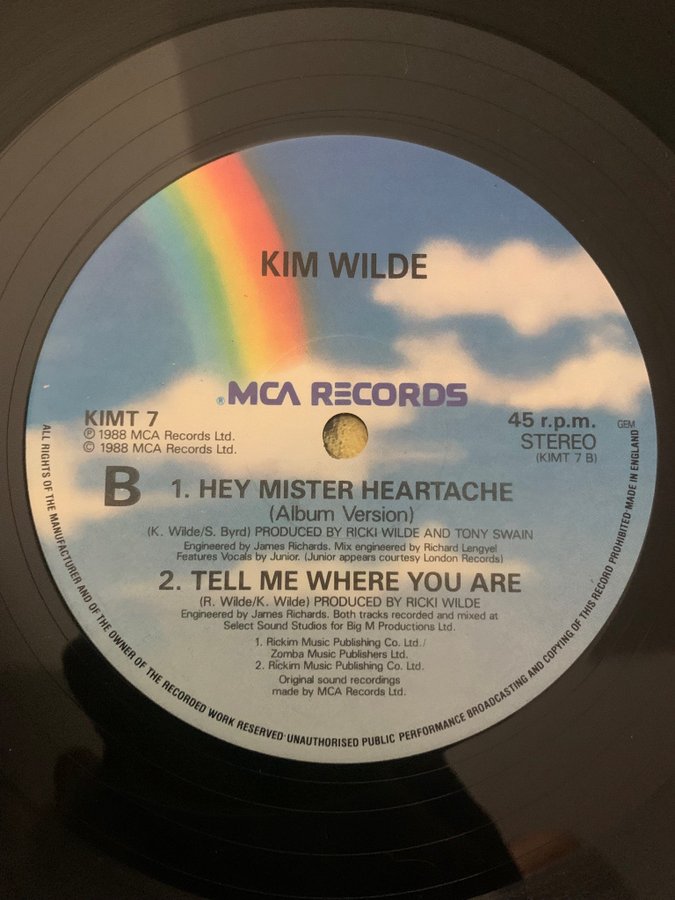 KIM WILDE
® MCA RECORDS
KIMT 7
℗ 1988 MCA Records Ltd.
© 1988 MCA Records Ltd.
45 r.p.m.
STEREO
(KIMT 7 B)
GEM
B
1. HEY MISTER HEARTACHE
(Album Version)
(K. Wilde/S. Byrd) PRODUCED BY RICKI WILDE AND TONY SWAIN
Engineered by James Richards. Mix engineered by Richard Lengyel
Features Vocals by Junior. (Junior appears courtesy London Records)
2. TELL ME WHERE YOU ARE
(R. Wilde/K. Wilde) PRODUCED BY RICKI WILDE
Engineered by James Richards. Both tracks recorded and mixed at
Select Sound Studios for Big M Productions Ltd.
1. Rickim Music Publishing Co. Ltd./
Zomba Music Publishers Ltd.
2. Rickim Music Publishing Co. Ltd.
Original sound recordings
made by MCA Records Ltd.
ALL RIGHTS OF THE MANUFACTURER AND OF THE OWNER OF THE RECORDED WORK RESERVED·UNAUTHORISED PUBLIC PERFORMANCE BROADCASTING AND COPYING OF THIS RECORD PROHIBITED·MADE IN ENGLAND